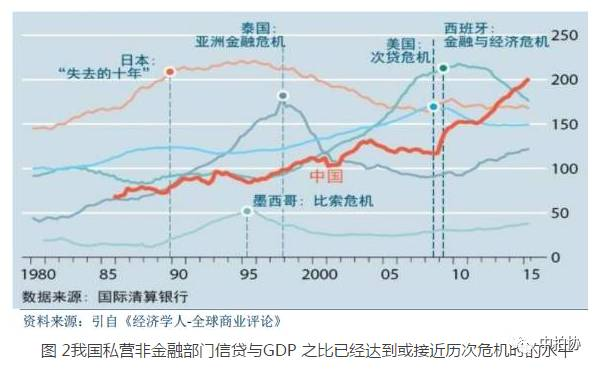 泰国：
亚洲金融危机
西班牙：
金融与经济危机
美国：
次贷危机
日本：
“失去的十年”
250
200
150
100
50
0
中国
墨西哥：比索危机
1980 85 90 95 2000 05 10 15
数据来源：国际清算银行
资料来源：引自《经济学人-全球商业评论》
图 2我国私营非金融部门信贷与GDP 之比已经达到或接近历次危机时的水平
中拍协